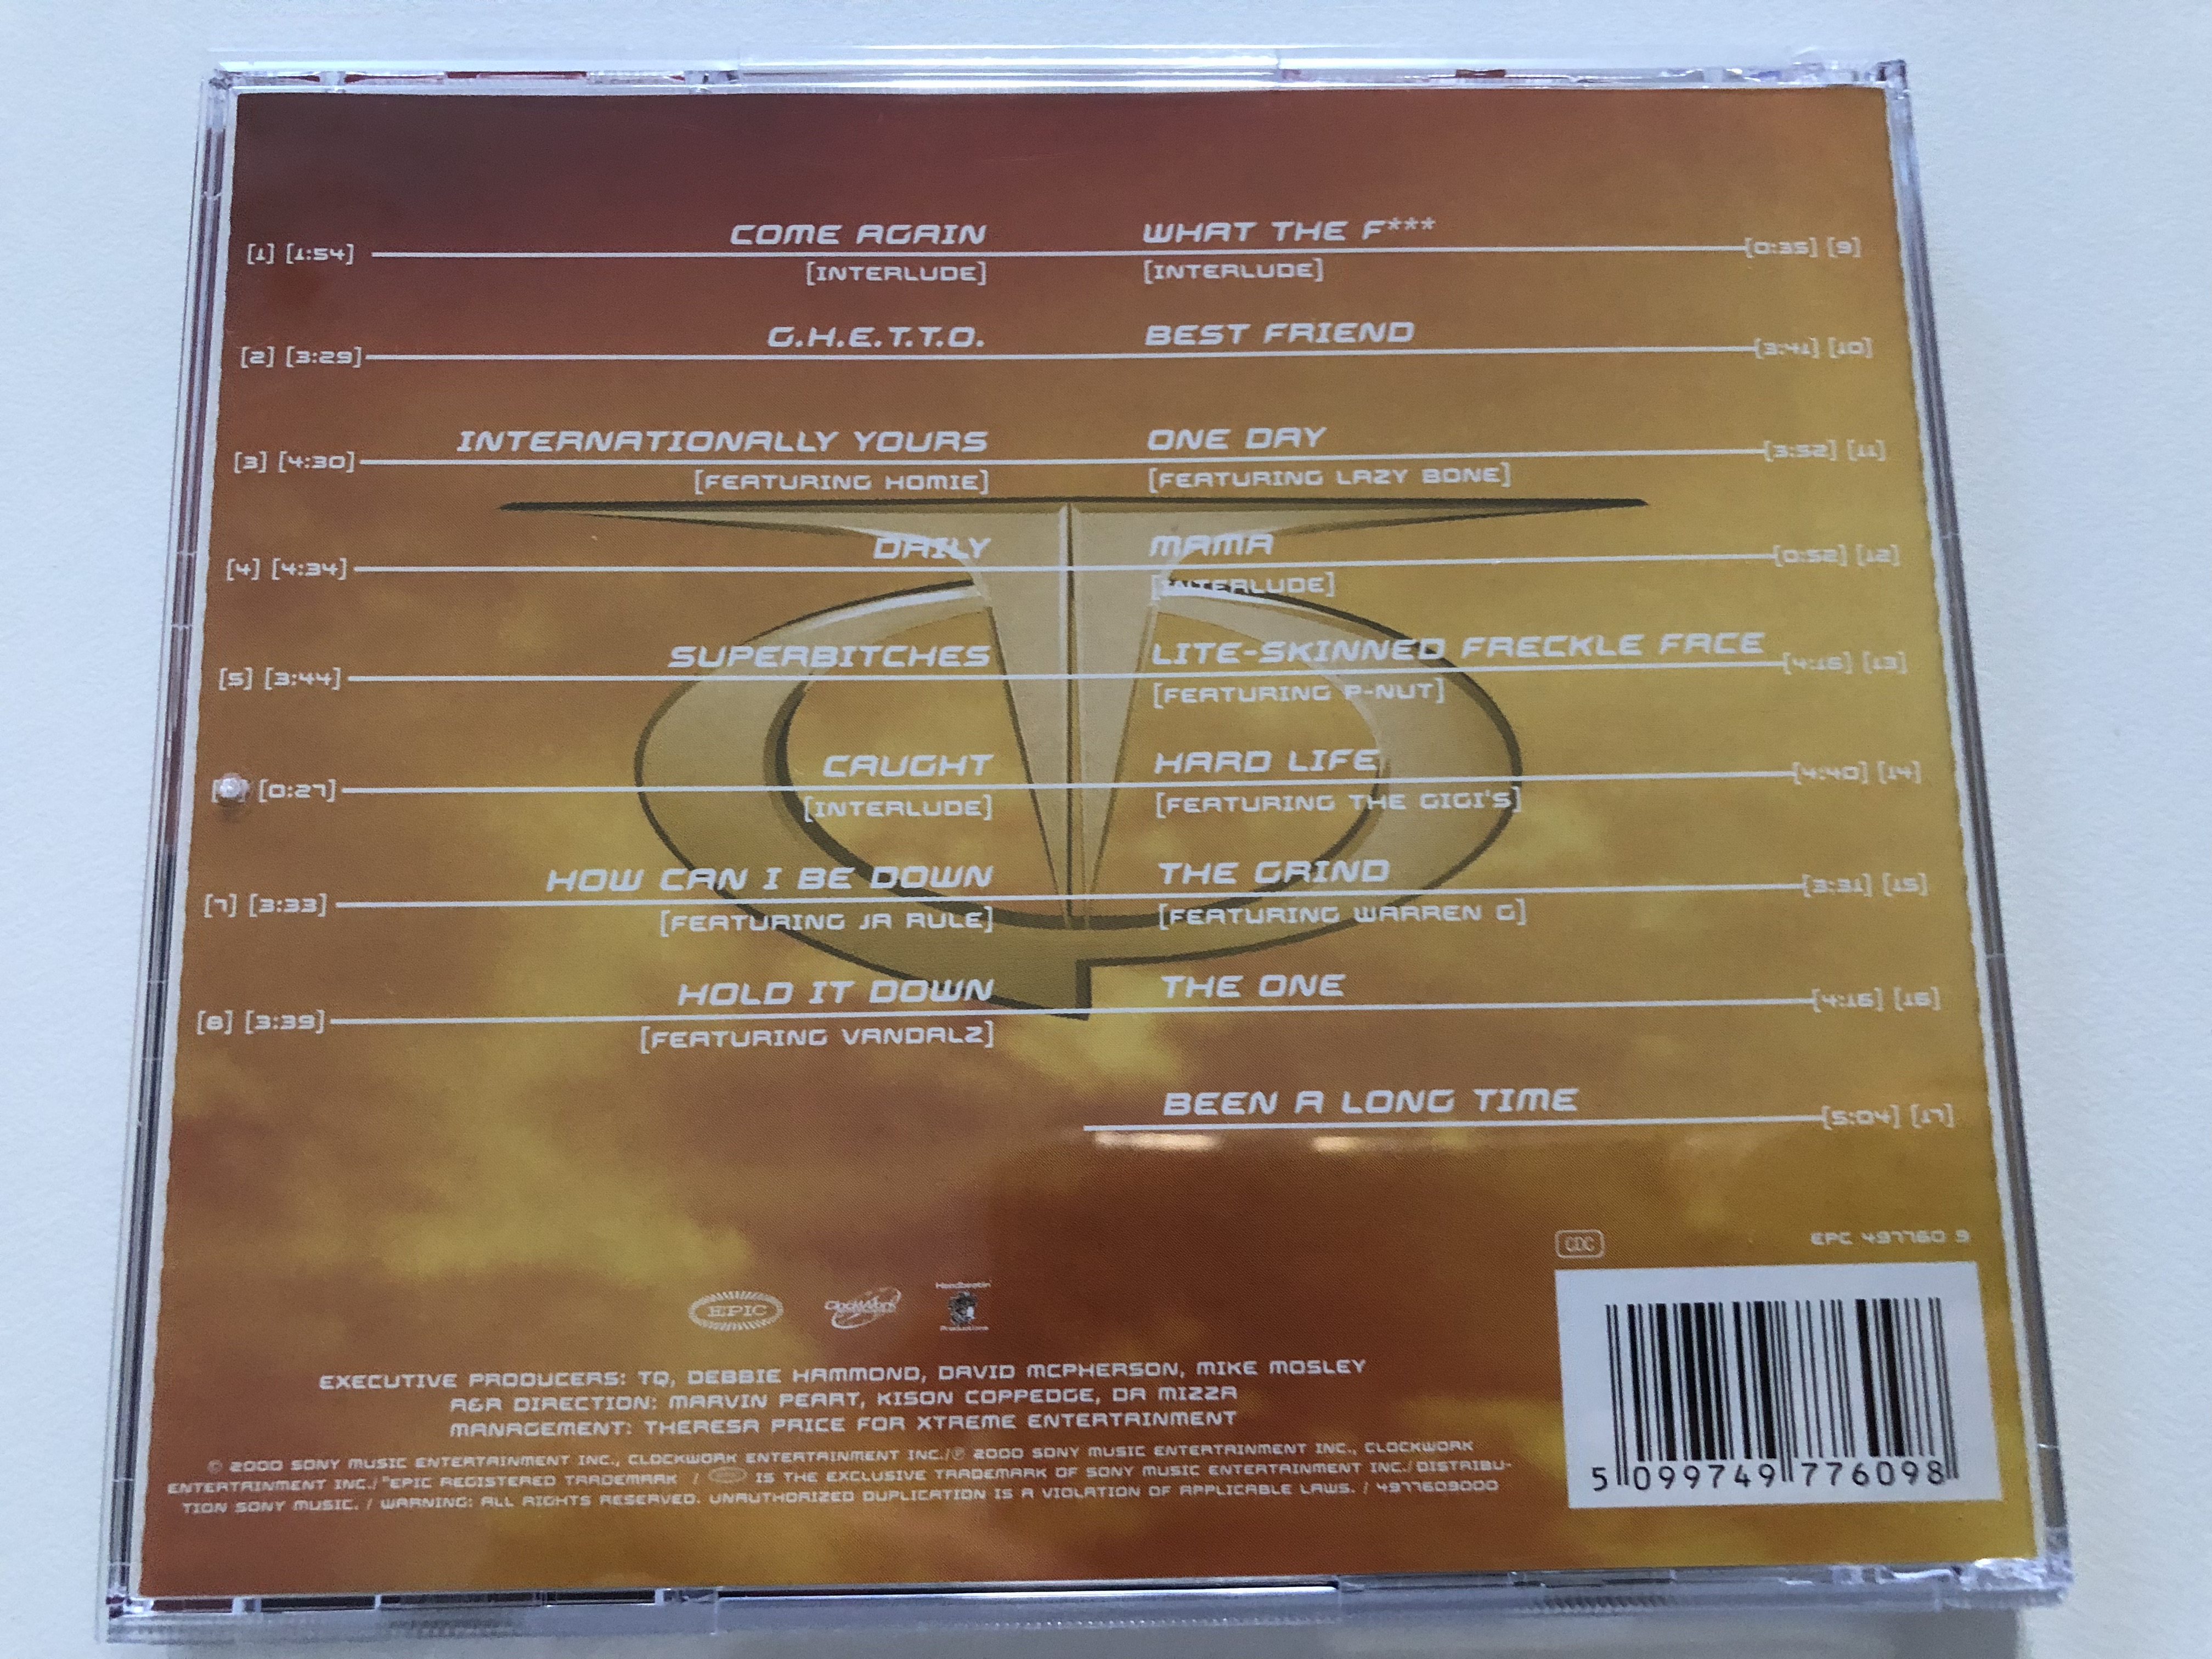 [1] [1:54] COME AGAIN
[INTERLUDE]
[2] [3:29] G.H.E.T.T.O.
[3] [4:30] INTERNATIONALLY YOURS
[FEATURING HOMIE]
[4] [4:34] DAILY
[5] [3:44] SUPERBITCHES
[0:27] CAUGHT
[INTERLUDE]
[7] [3:33] HOW CAN I BE DOWN
[FEATURING JA RULE]
[8] [3:39] HOLD IT DOWN
[FEATURING VANDALZ]
WHAT THE F*** [0:35] [9]
[INTERLUDE]
BEST FRIEND [3:41] [10]
ONE DAY [3:52] [11]
[FEATURING LAZY BONE]
MAMA [0:52] [12]
[INTERLUDE]
LITE-SKINNED FRECKLE FACE [4:16] [13]
[FEATURING P-NUT]
HARD LIFE [4:40] [14]
[FEATURING THE GIGI'S]
THE GRIND [3:31] [15]
[FEATURING WARREN G]
THE ONE [4:16] [16]
BEEN A LONG TIME [5:04] [17]
CDC
EPC 497760 9
EPIC
ClockWork
Handbeatin'
Productions
EXECUTIVE PRODUCERS: TQ, DEBBIE HAMMOND, DAVID MCPHERSON, MIKE MOSLEY
A&R DIRECTION: MARVIN PEART, KISON COPPEDGE, DA MIZZA
MANAGEMENT: THERESA PRICE FOR XTREME ENTERTAINMENT
© 2000 SONY MUSIC ENTERTAINMENT INC., CLOCKWORK ENTERTAINMENT INC./℗ 2000 SONY MUSIC ENTERTAINMENT INC., CLOCKWORK
ENTERTAINMENT INC./"EPIC REGISTERED TRADEMARK / IS THE EXCLUSIVE TRADEMARK OF SONY MUSIC ENTERTAINMENT INC./DISTRIBU-
TION SONY MUSIC. / WARNING: ALL RIGHTS RESERVED. UNAUTHORIZED DUPLICATION IS A VIOLATION OF APPLICABLE LAWS. / 4977609000
5 099749 776098